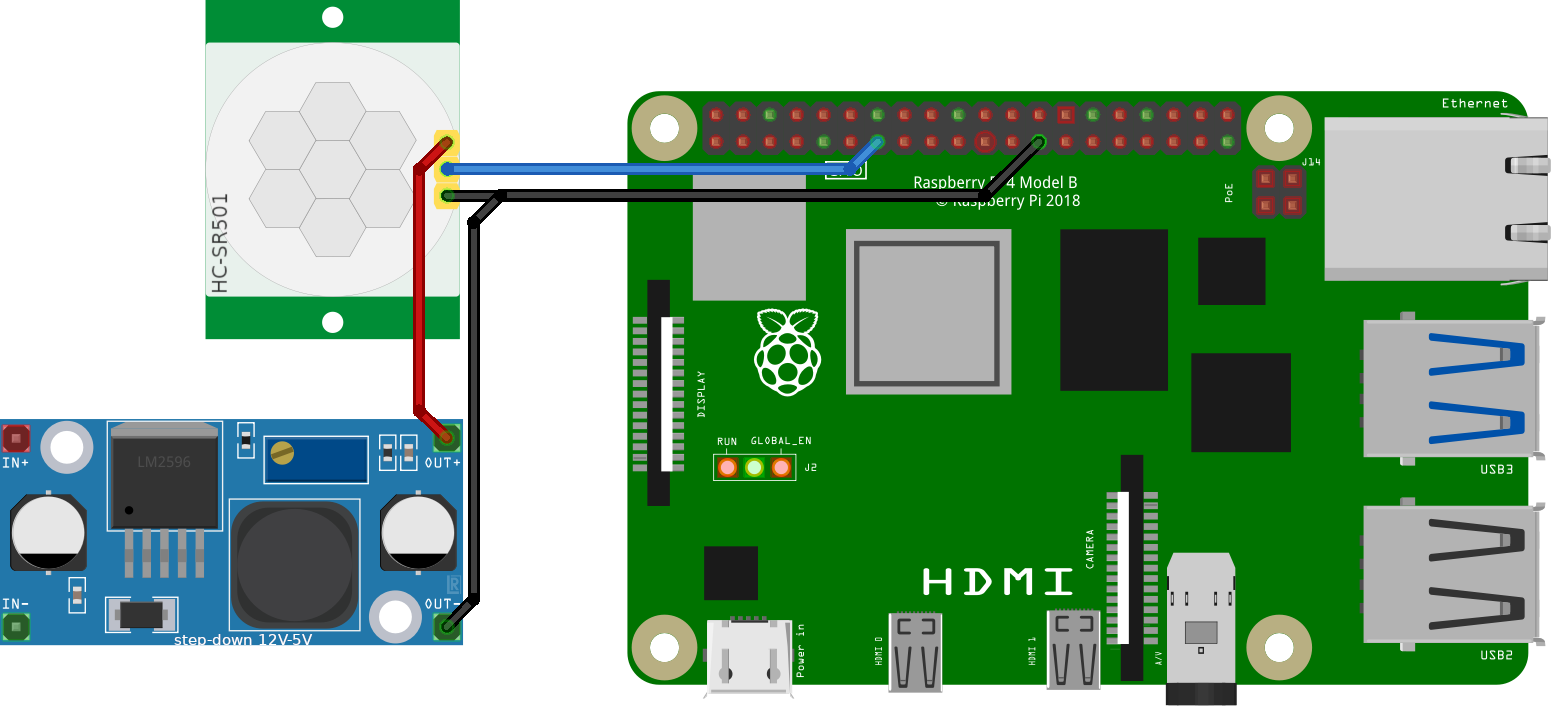 HC-SR501
Ethernet
J14
PoE
Raspberry Pi 4 Model B
© Raspberry Pi 2018
DISPLAY
RUN
GLOBAL_EN
J2
USB3
CAMERA
HDMI
USB2
Power in
HDMI 0
HDMI 1
A/V
IN+
LM2596
OUT+
IN-
OUT-
R
step-down 12V-5V